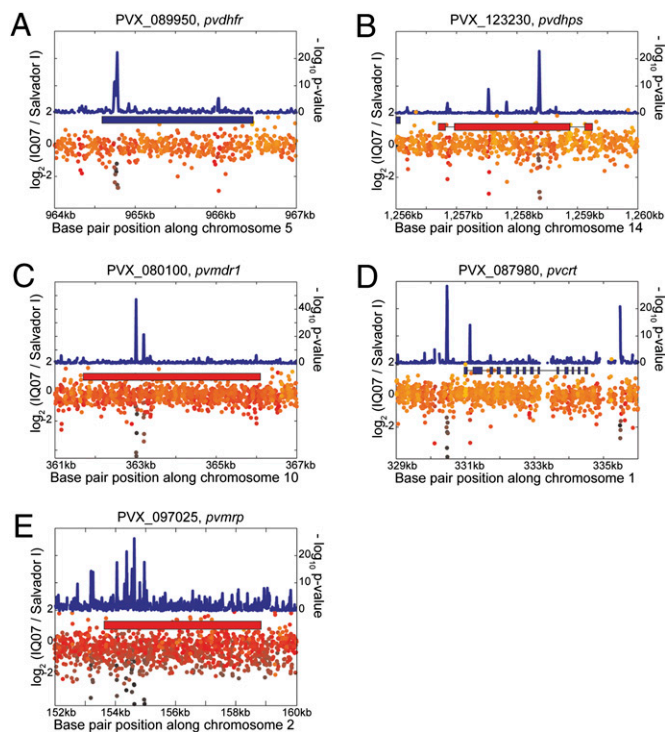 A
PVX_089950, pvdhfr
log2 (IQ07 / Salvador I)
2
0
-2
20
10
0
- log10 p-value
964kb 965kb 966kb 967kb
Base pair position along chromosome 5
B
PVX_123230, pvdhps
log2 (IQ07 / Salvador I)
2
0
-2
20
10
0
- log10 p-value
1,256kb 1,257kb 1,258kb 1,259kb 1,260kb
Base pair position along chromosome 14
C
PVX_080100, pvmdr1
log2 (IQ07 / Salvador I)
2
0
-2
40
20
0
- log10 p-value
361kb 363kb 365kb 367kb
Base pair position along chromosome 10
D
PVX_087980, pvcrt
log2 (IQ07 / Salvador I)
2
0
-2
20
10
0
- log10 p-value
329kb 331kb 333kb 335kb
Base pair position along chromosome 1
E
PVX_097025, pvmrp
log2 (IQ07 / Salvador I)
2
0
-2
20
10
0
- log10 p-value
152kb 154kb 156kb 158kb 160kb
Base pair position along chromosome 2